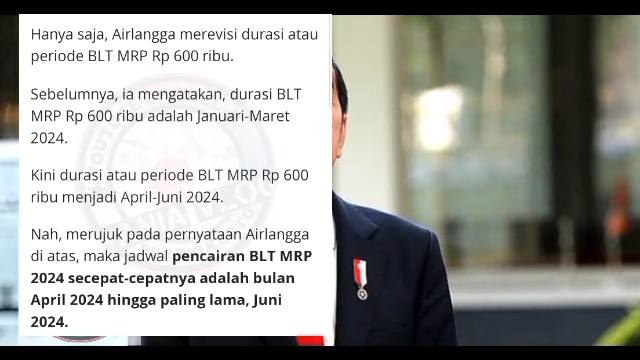 Hanya saja, Airlangga merevisi durasi atau
periode BLT MRP Rp 600 ribu.
Sebelumnya, ia mengatakan, durasi BLT
MRP Rp 600 ribu adalah Januari-Maret
2024.
Kini durasi atau periode BLT MRP Rp 600
ribu menjadi April-Juni 2024.
Nah, merujuk pada pernyataan Airlangga
di atas, maka jadwal pencairan BLT MRP
2024 secepat-cepatnya adalah bulan
April 2024 hingga paling lama, Juni
2024.